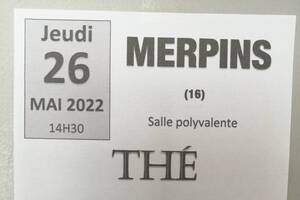 Jeudi
26
MAI 2022
14H30
MERPINS
(16)
Salle polyvalente
THÉ